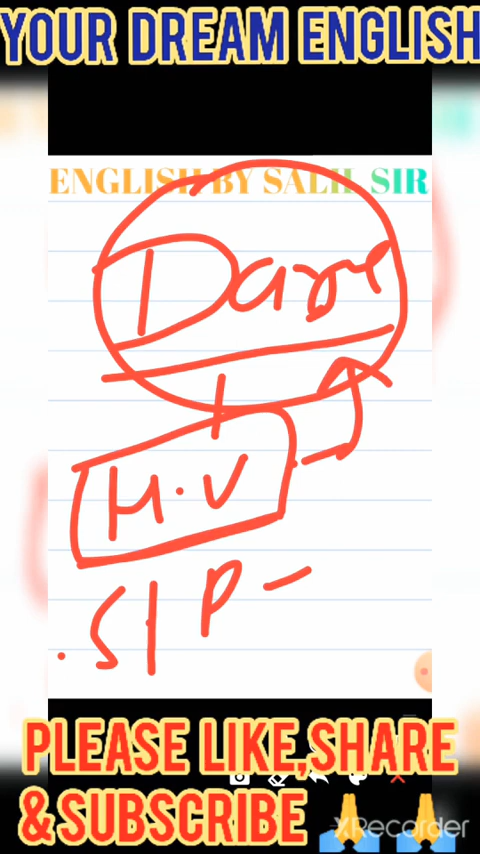 YOUR DREAM ENGLISH
ENGLISH BY SALIL SIR
Dare
M.V
.S/P-
PLEASE LIKE,SHARE
&SUBSCRIBE 🙏 🙏
XRecorder